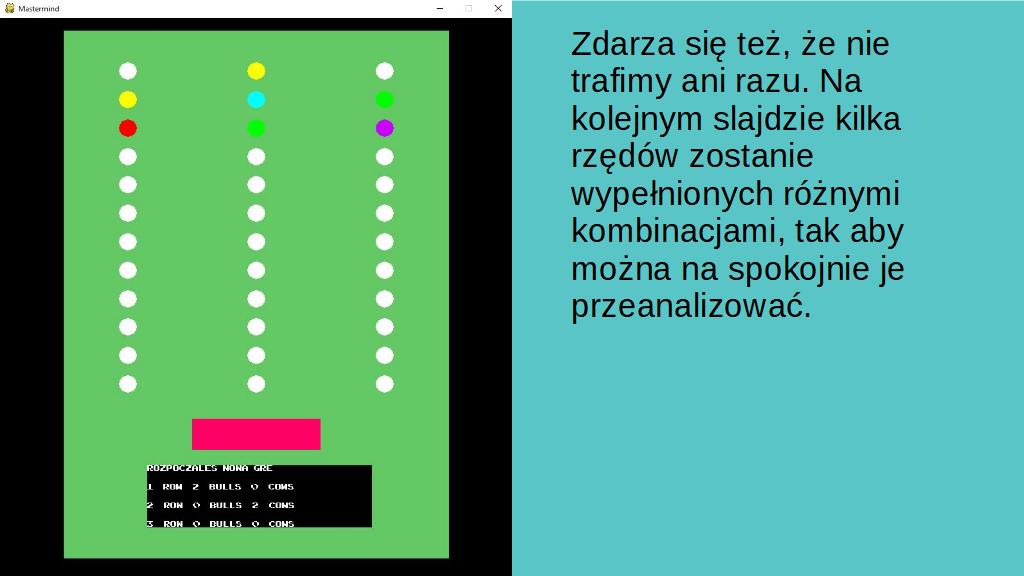 Mastermind
Zdarza się też, że nie
trafimy ani razu. Na
kolejnym slajdzie kilka
rzędów zostanie
wypełnionych różnymi
kombinacjami, tak aby
można na spokojnie je
przeanalizować.
ROZPOCZALES NOWA GRE
1 ROW 2 BULLS 0 COWS
2 ROW 0 BULLS 2 COWS
3 ROW 0 BULLS 0 COWS